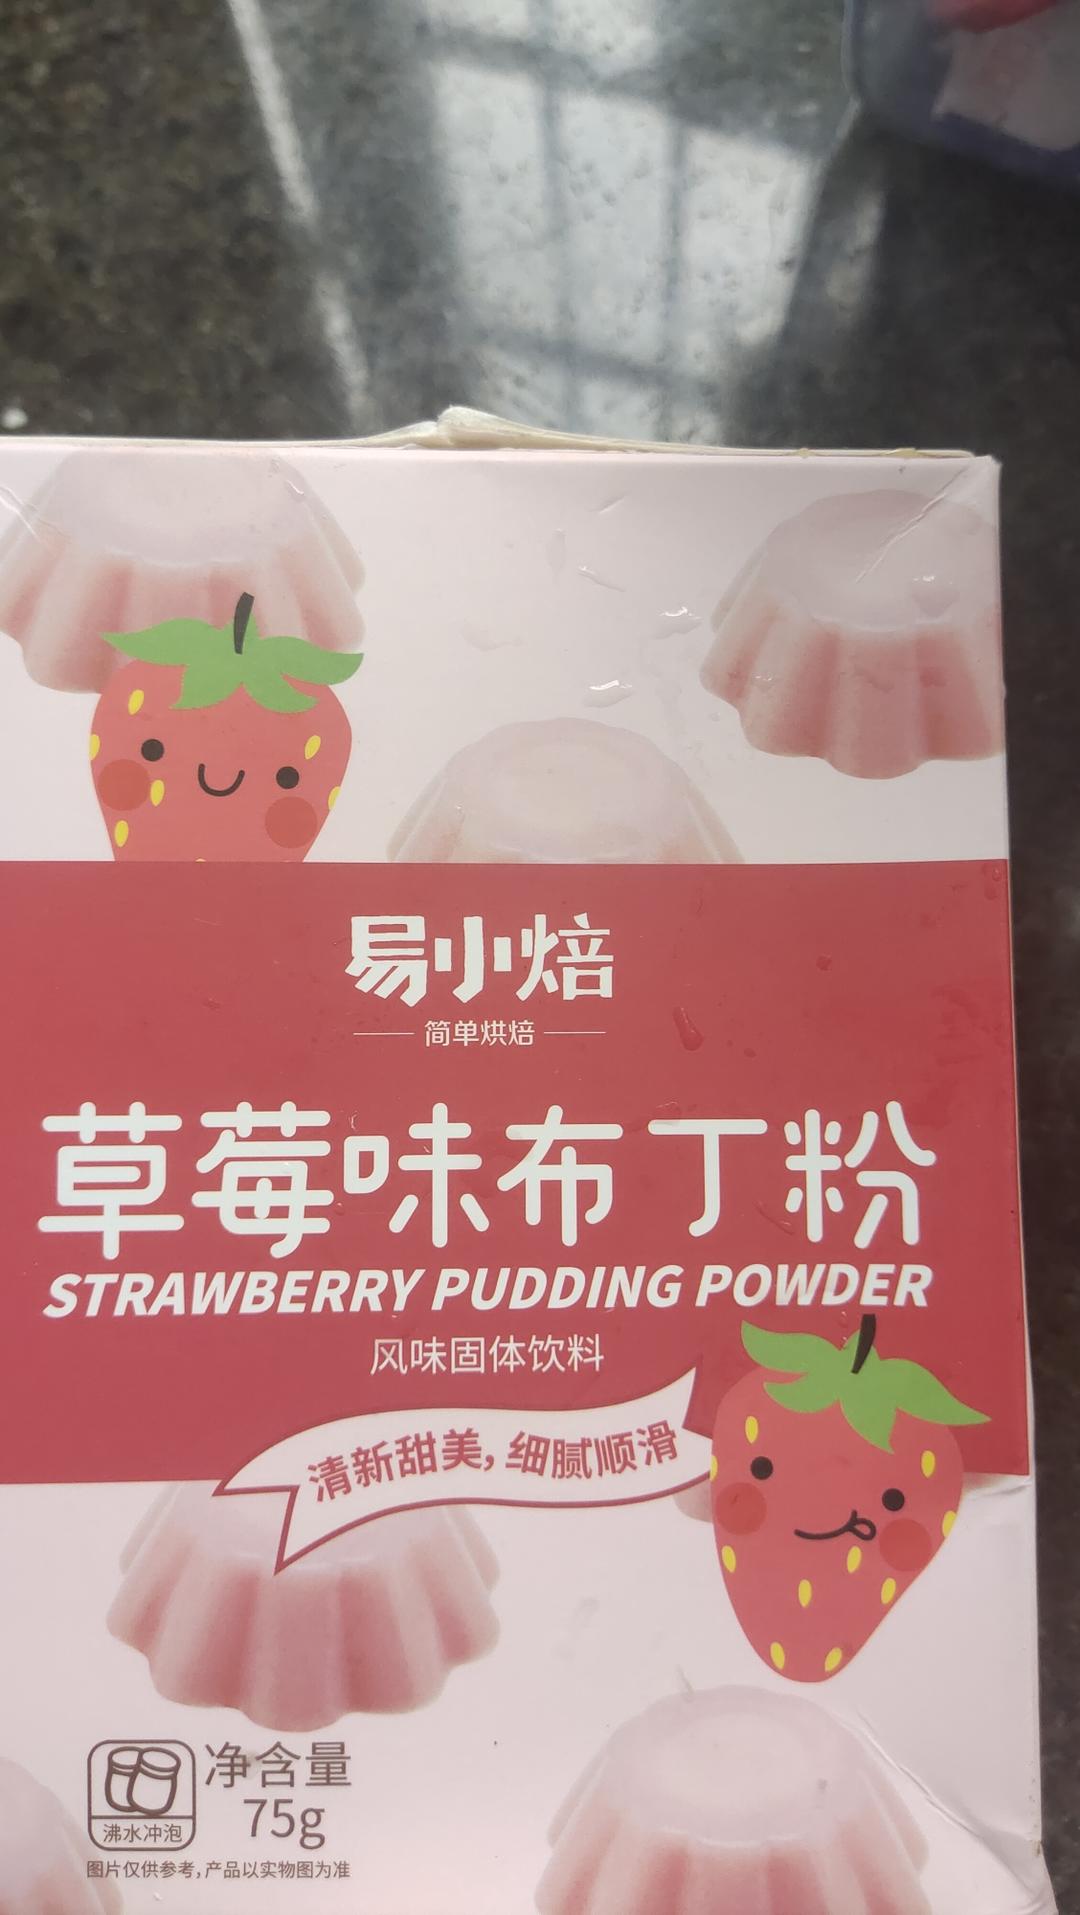 易小焙
简单烘焙
草莓味布丁粉
STRAWBERRY PUDDING POWDER
风味固体饮料
清新甜美,细腻顺滑
净含量
75g
沸水冲泡
图片仅供参考,产品以实物图为准